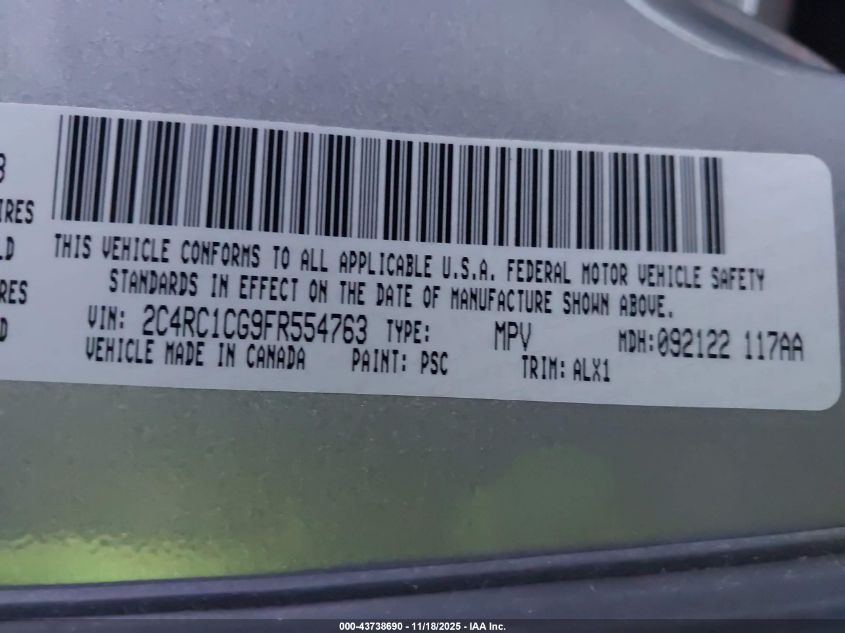 THIS VEHICLE CONFORMS TO ALL APPLICABLE U.S.A. FEDERAL MOTOR VEHICLE SAFETY
STANDARDS IN EFFECT ON THE DATE OF MANUFACTURE SHOWN ABOVE.
VIN: 2C4RC1CG9FR554763 TYPE: MPV MDH:092122 117AA
VEHICLE MADE IN CANADA PAINT: PSC TRIM: ALX1
000-43738690 - 11/18/2025 - IAA Inc.